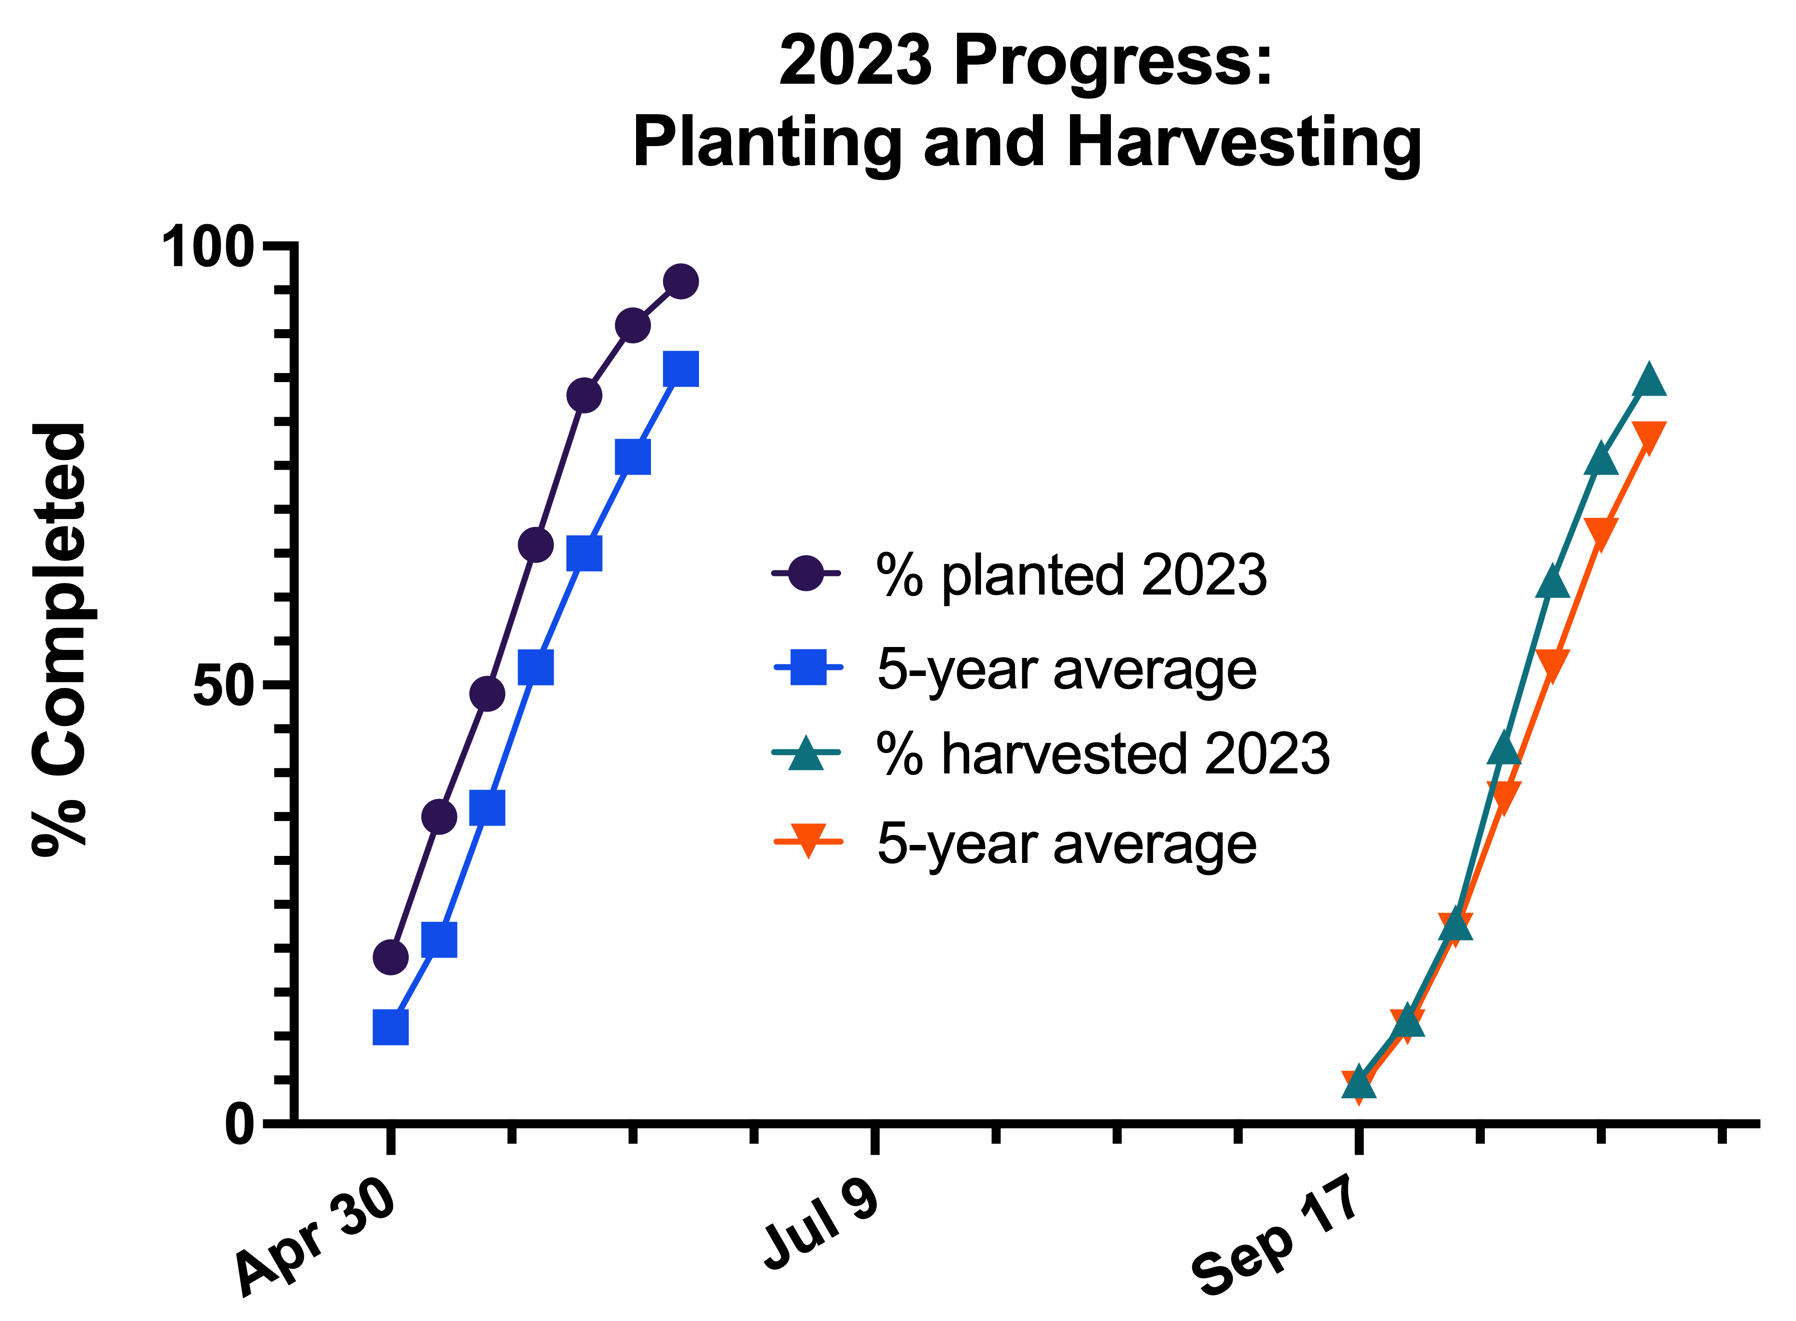 2023 Progress:
Planting and Harvesting
% Completed
100
50
0
% planted 2023
5-year average
% harvested 2023
5-year average
Apr 30
Jul 9
Sep 17